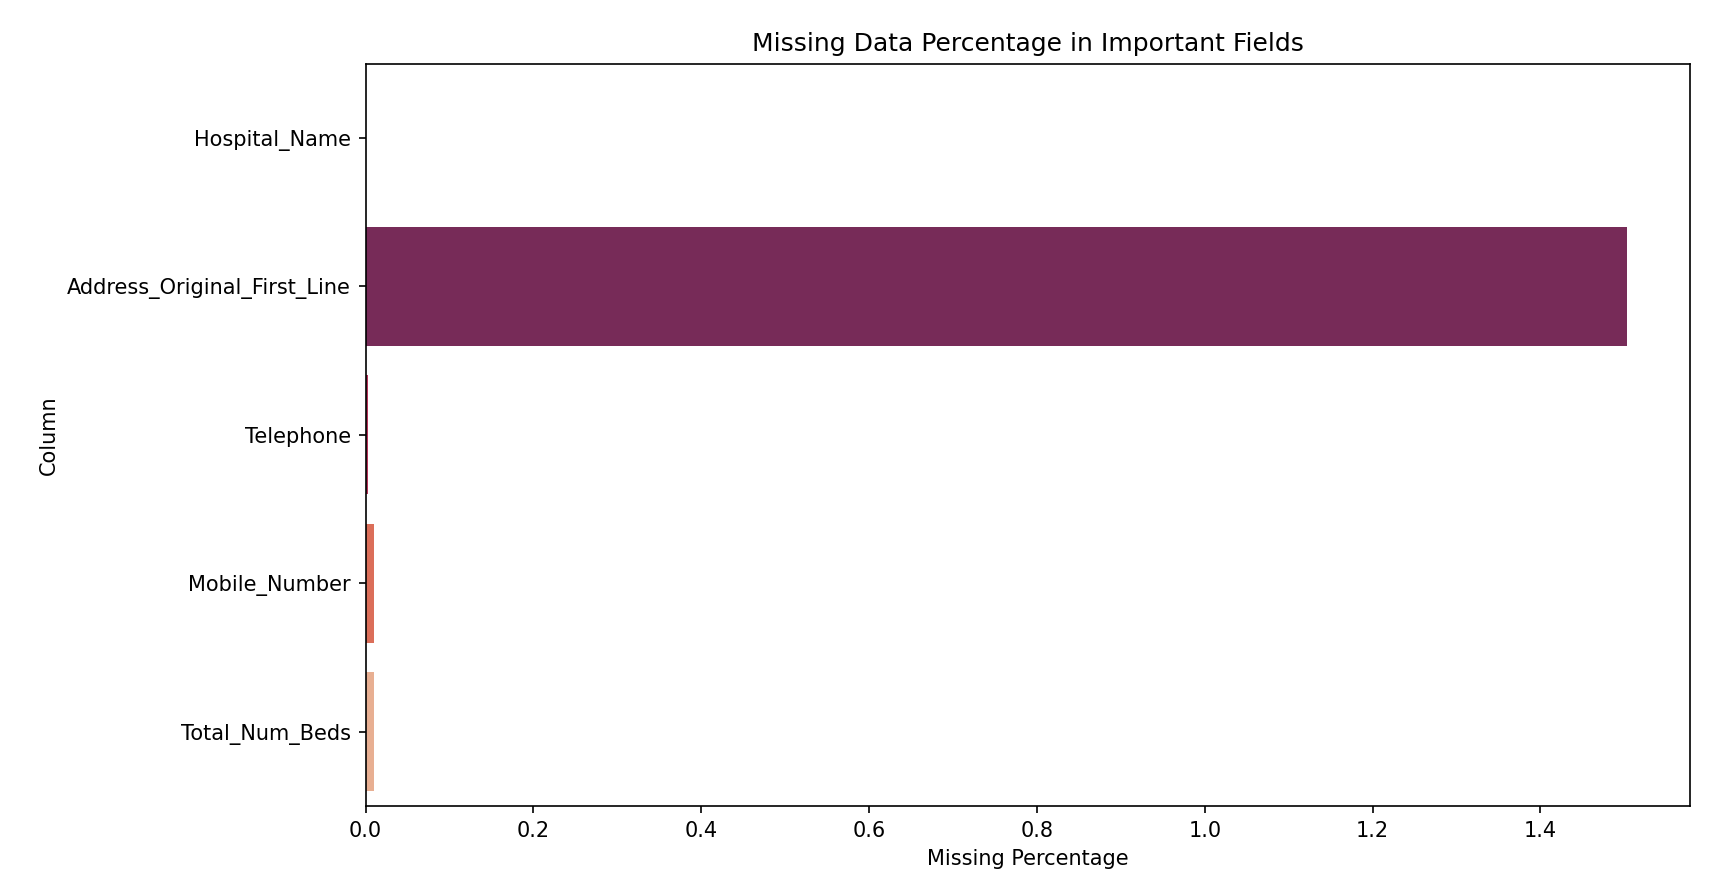 Missing Data Percentage in Important Fields
Hospital_Name
Address_Original_First_Line
Telephone
Mobile_Number
Total_Num_Beds
Column
0.0 0.2 0.4 0.6 0.8 1.0 1.2 1.4
Missing Percentage